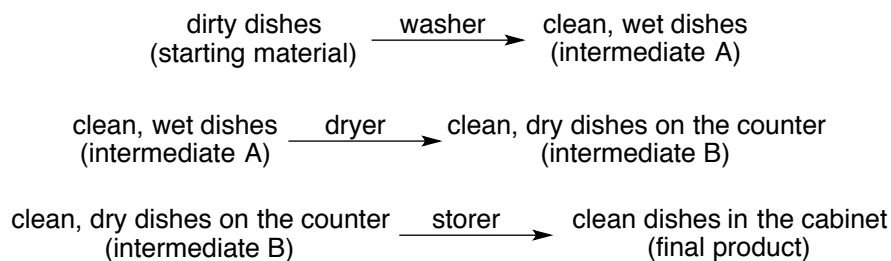 dirty dishes washer clean, wet dishes
(starting material) (intermediate A)
clean, wet dishes dryer clean, dry dishes on the counter
(intermediate A) (intermediate B)
clean, dry dishes on the counter storer clean dishes in the cabinet
(intermediate B) (final product)